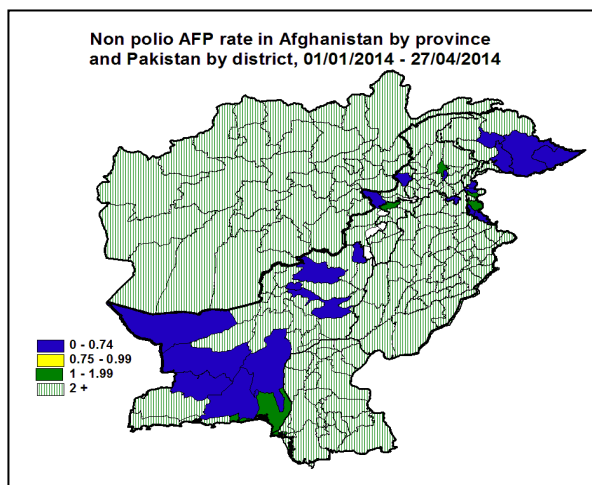 Non polio AFP rate in Afghanistan by province
and Pakistan by district, 01/01/2014 - 27/04/2014
0 - 0.74
0.75 - 0.99
1 - 1.99
2 +